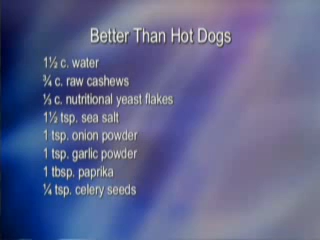 Better Than Hot Dogs
1½ c. water
¾ c. raw cashews
⅓ c. nutritional yeast flakes
1½ tsp. sea salt
1 tsp. onion powder
1 tsp. garlic powder
1 tbsp. paprika
¼ tsp. celery seeds